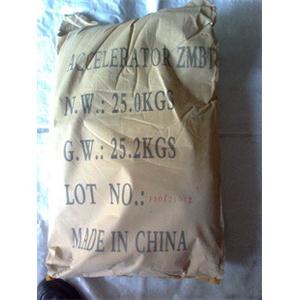 ACCELERATOR ZMBT
N.W.: 25.0KGS
G.W.: 25.2KGS
LOT NO.:
MADE IN CHINA